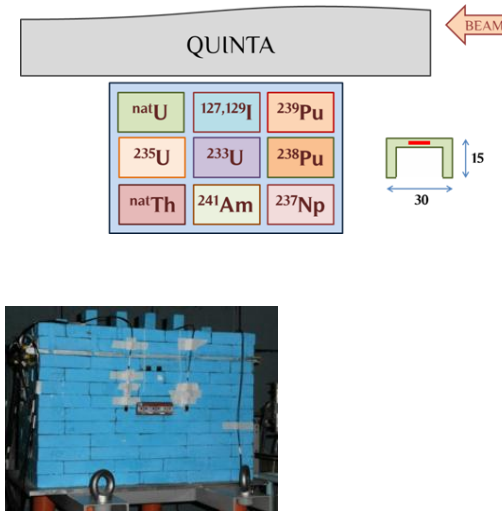 QUINTA
BEAM
natU 127,129I 239Pu
235U 233U 238Pu
natTh 241Am 237Np
15
30